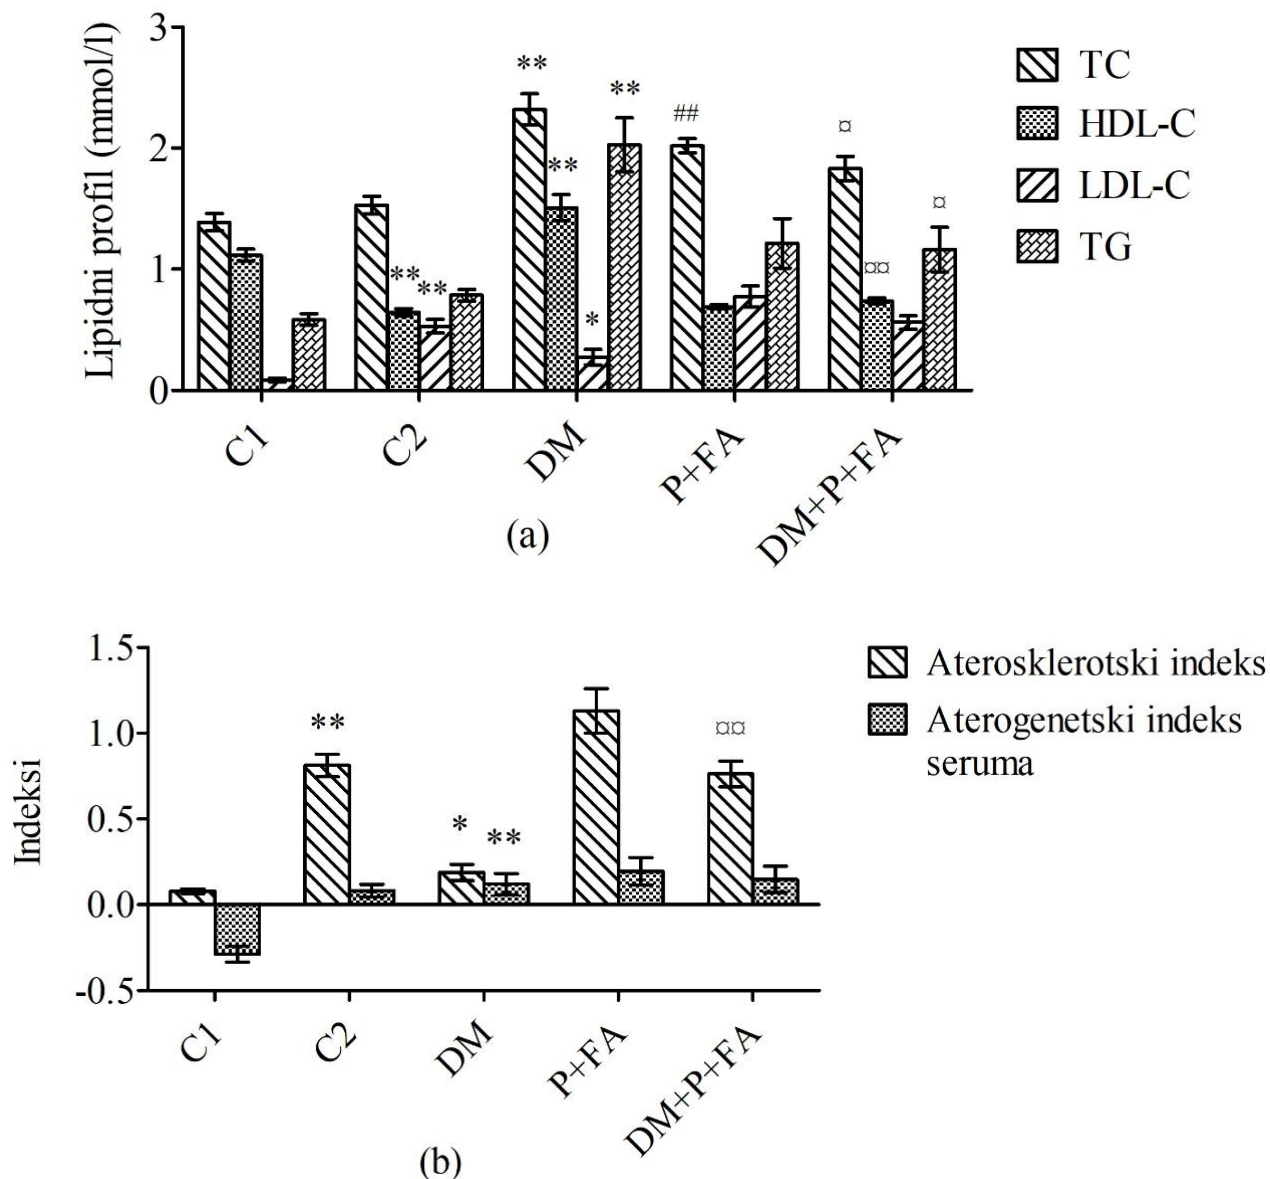 Lipidni profil (mmol/l)
3
2
1
0
**
**
**
**
*
**
##
¤
¤¤
¤
TC
HDL-C
LDL-C
TG
C1
C2
DM
P+FA
DM+P+FA
(a)
Indeksi
1.5
1.0
0.5
0.0
-0.5
**
*
**
¤¤
Aterosklerotski indeks
Aterogenetski indeks
seruma
C1
C2
DM
P+FA
DM+P+FA
(b)